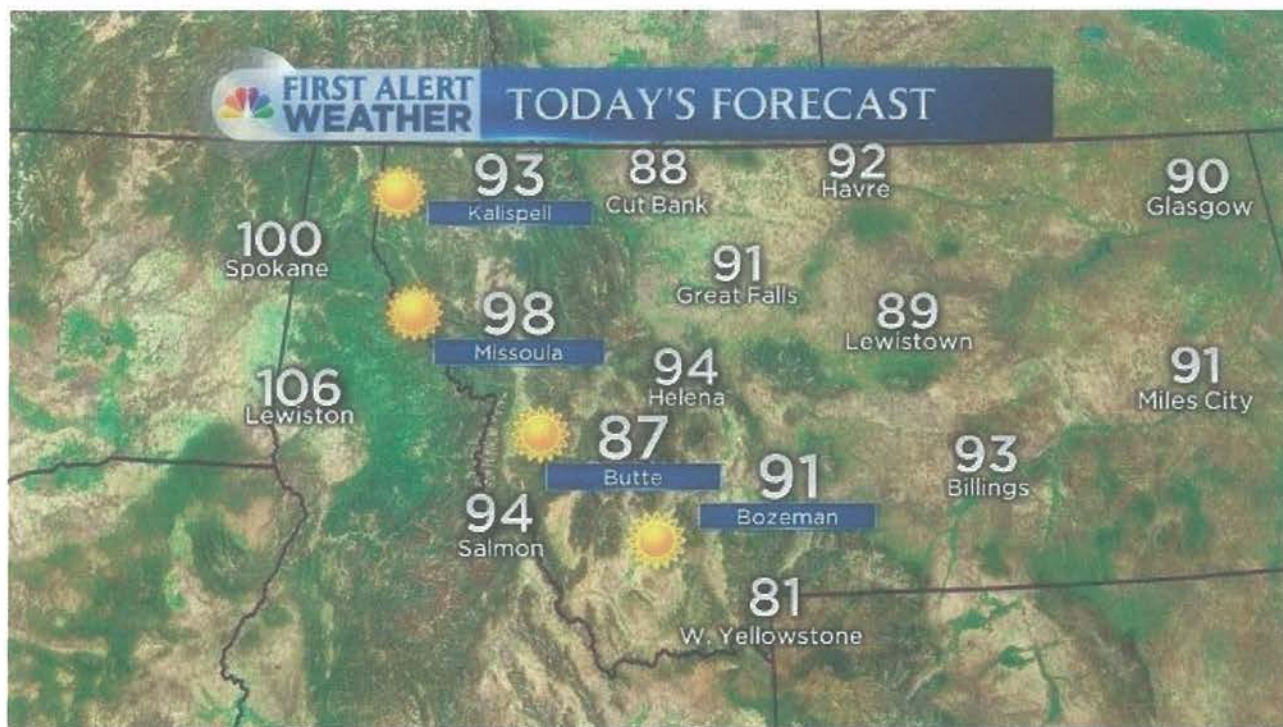 FIRST ALERT
WEATHER
TODAY'S FORECAST
93
Kalispell
88
Cut Bank
92
Havre
90
Glasgow
100
Spokane
91
Great Falls
98
Missoula
89
Lewistown
106
Lewiston
94
Helena
91
Miles City
87
Butte
91
Bozeman
93
Billings
94
Salmon
81
W. Yellowstone